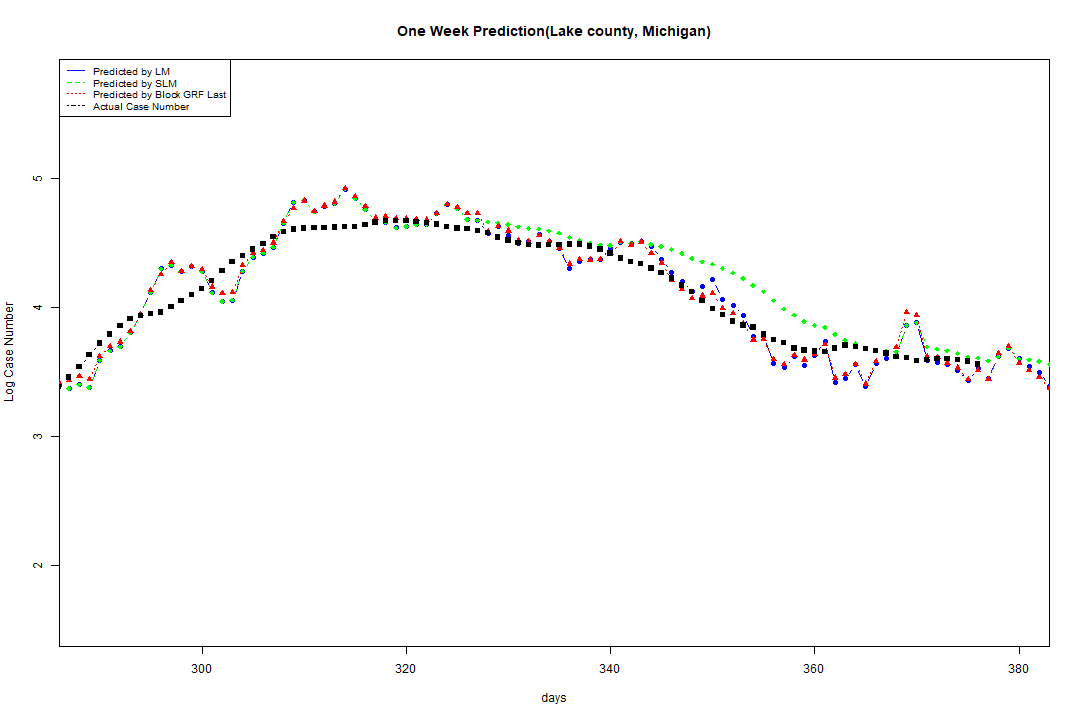 One Week Prediction(Lake county, Michigan)
Predicted by LM
Predicted by SLM
Predicted by Block GRF Last
Actual Case Number
5
4
3
2
Log Case Number
300 320 340 360 380
days